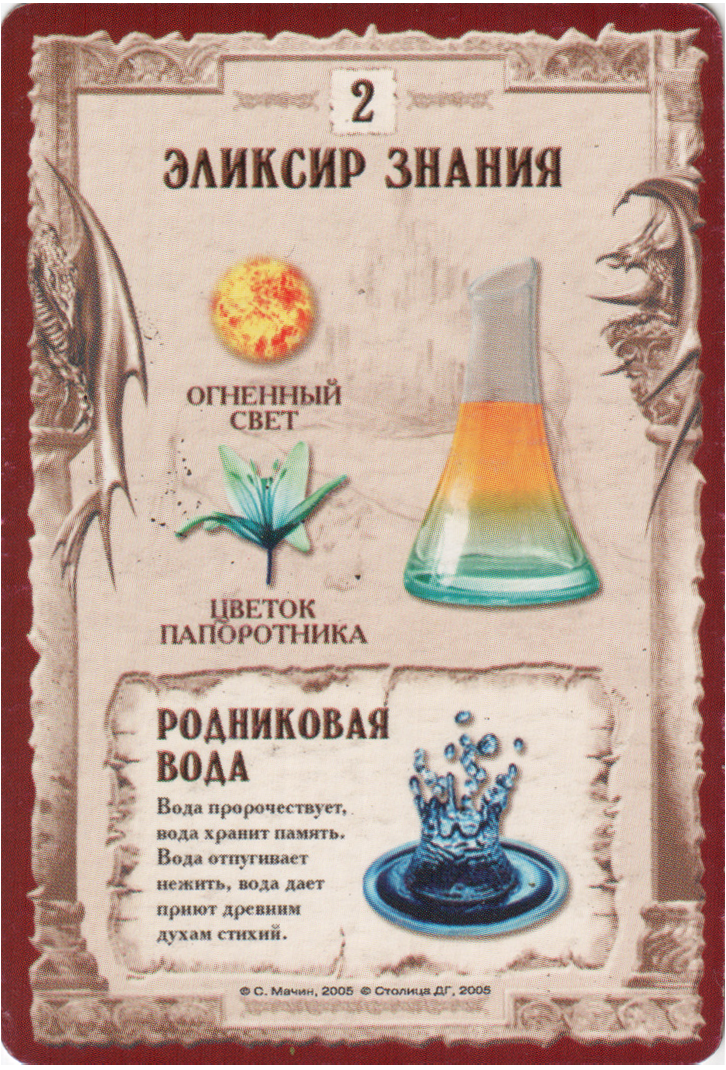 2
ЭЛИКСИР ЗНАНИЯ
ОГНЕННЫЙ
СВЕТ
ЦВЕТОК
ПАПОРОТНИКА
РОДНИКОВАЯ
ВОДА
Вода пророчествует,
вода хранит память.
Вода отпугивает
нежить, вода дает
приют древним
духам стихий.
© С. Мачин, 2005 © Столица ДГ, 2005